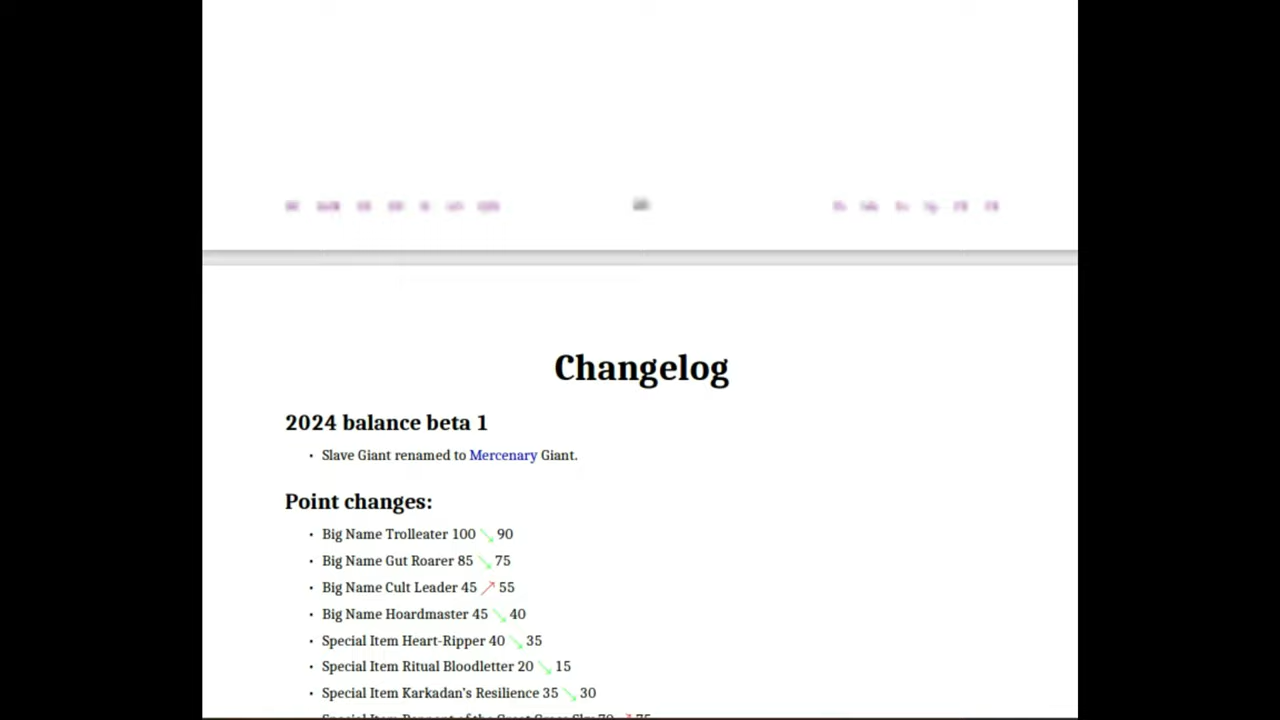 Changelog
2024 balance beta 1
• Slave Giant renamed to Mercenary Giant.
Point changes:
• Big Name Trolleater 100 ↘ 90
• Big Name Gut Roarer 85 ↘ 75
• Big Name Cult Leader 45 ↗ 55
• Big Name Hoardmaster 45 ↘ 40
• Special Item Heart-Ripper 40 ↘ 35
• Special Item Ritual Bloodletter 20 ↘ 15
• Special Item Karkadan's Resilience 35 ↘ 30